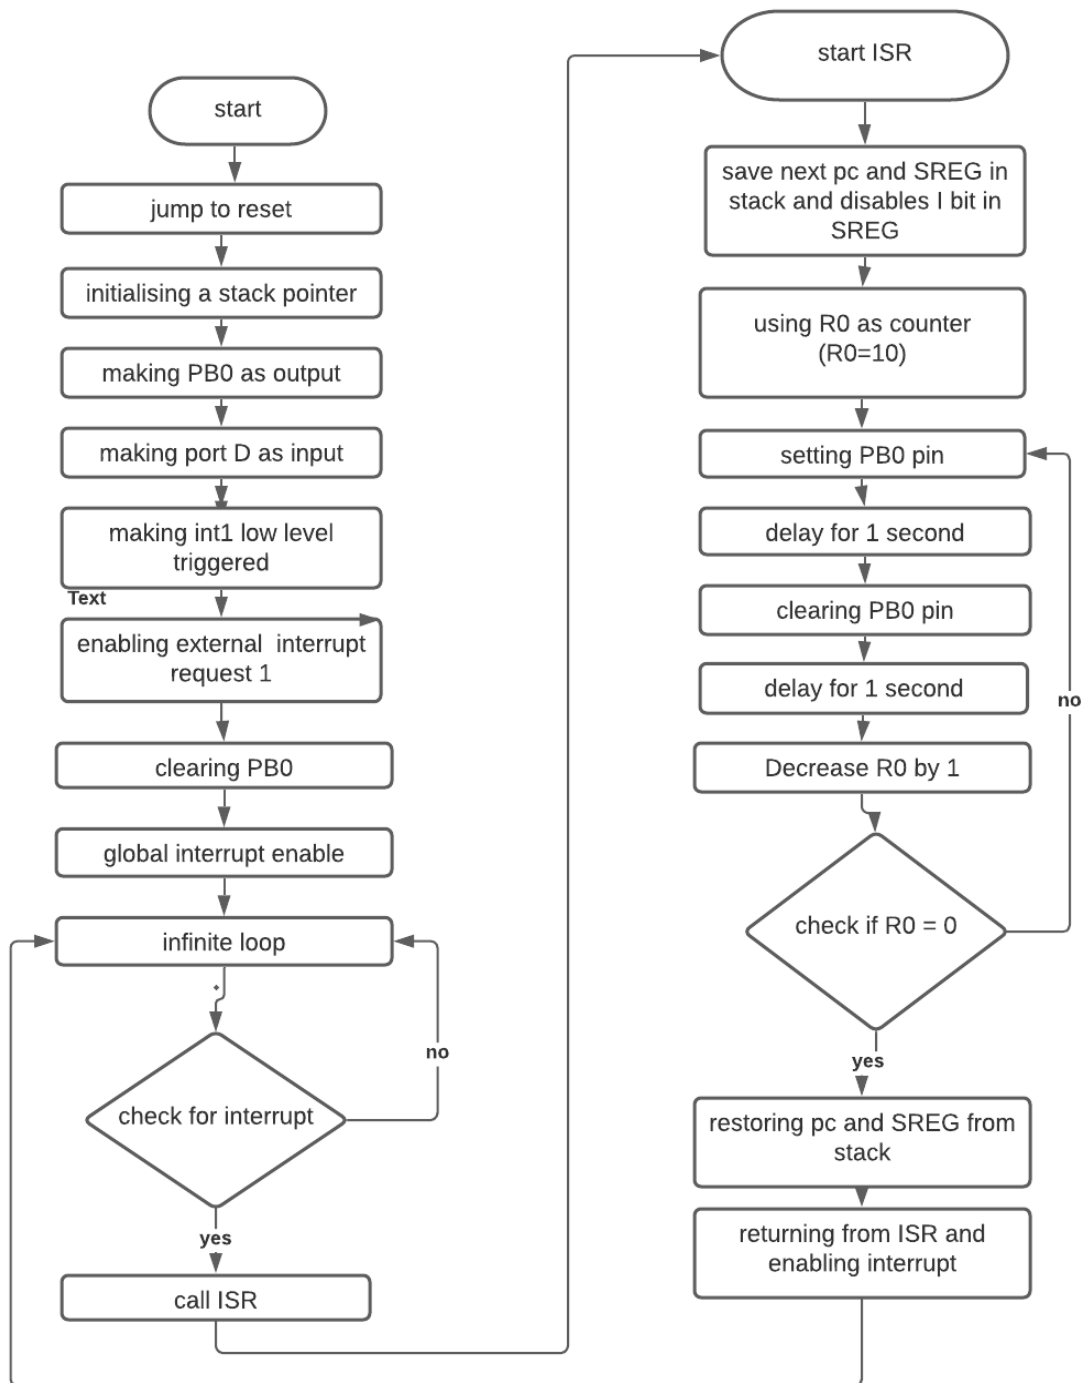 start
jump to reset
initialising a stack pointer
making PB0 as output
making port D as input
making int1 low level
triggered
Text
enabling external interrupt
request 1
clearing PB0
global interrupt enable
infinite loop
check for interrupt
no
yes
call ISR
start ISR
save next pc and SREG in
stack and disables I bit in
SREG
using R0 as counter
(R0=10)
setting PB0 pin
delay for 1 second
clearing PB0 pin
delay for 1 second
Decrease R0 by 1
check if R0 = 0
no
yes
restoring pc and SREG from
stack
returning from ISR and
enabling interrupt